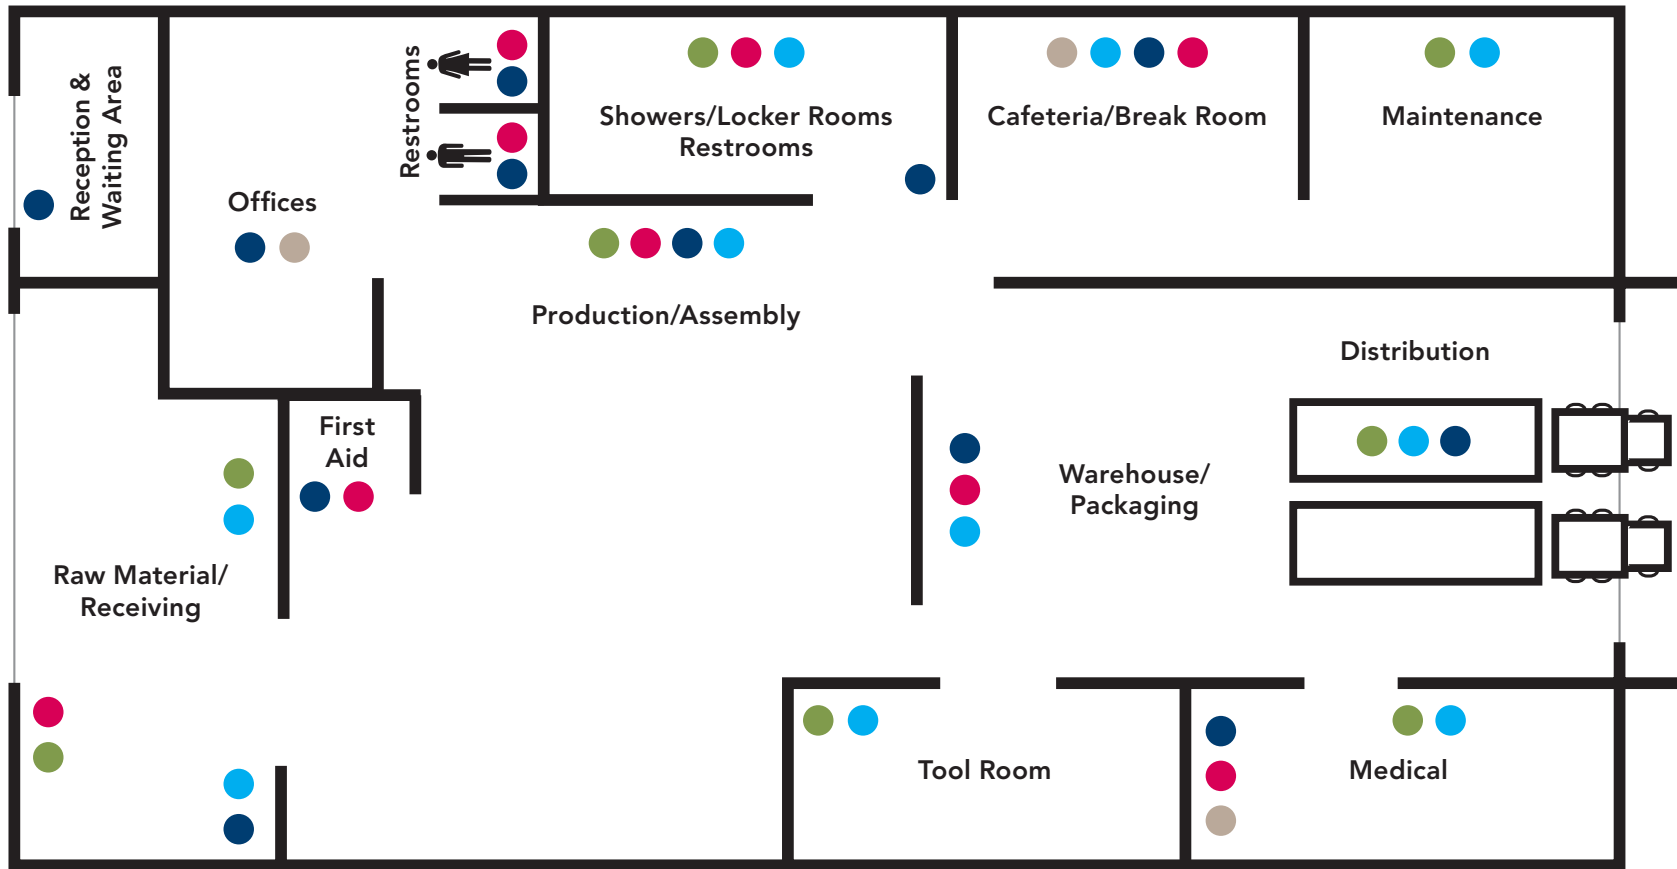 Reception &
Waiting Area
Offices
Restrooms
Showers/Locker Rooms
Restrooms
Cafeteria/Break Room
Maintenance
Production/Assembly
Distribution
First
Aid
Warehouse/
Packaging
Raw Material/
Receiving
Tool Room
Medical